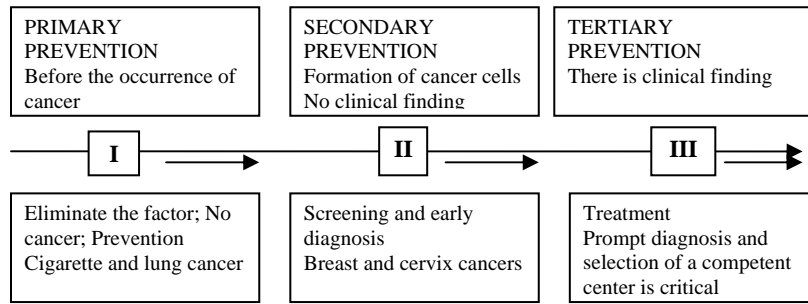 PRIMARY
PREVENTION
Before the occurrence of
cancer
SECONDARY
PREVENTION
Formation of cancer cells
No clinical finding
TERTIARY
PREVENTION
There is clinical finding
I
II
III
Eliminate the factor; No
cancer; Prevention
Cigarette and lung cancer
Screening and early
diagnosis
Breast and cervix cancers
Treatment
Prompt diagnosis and
selection of a competent
center is critical